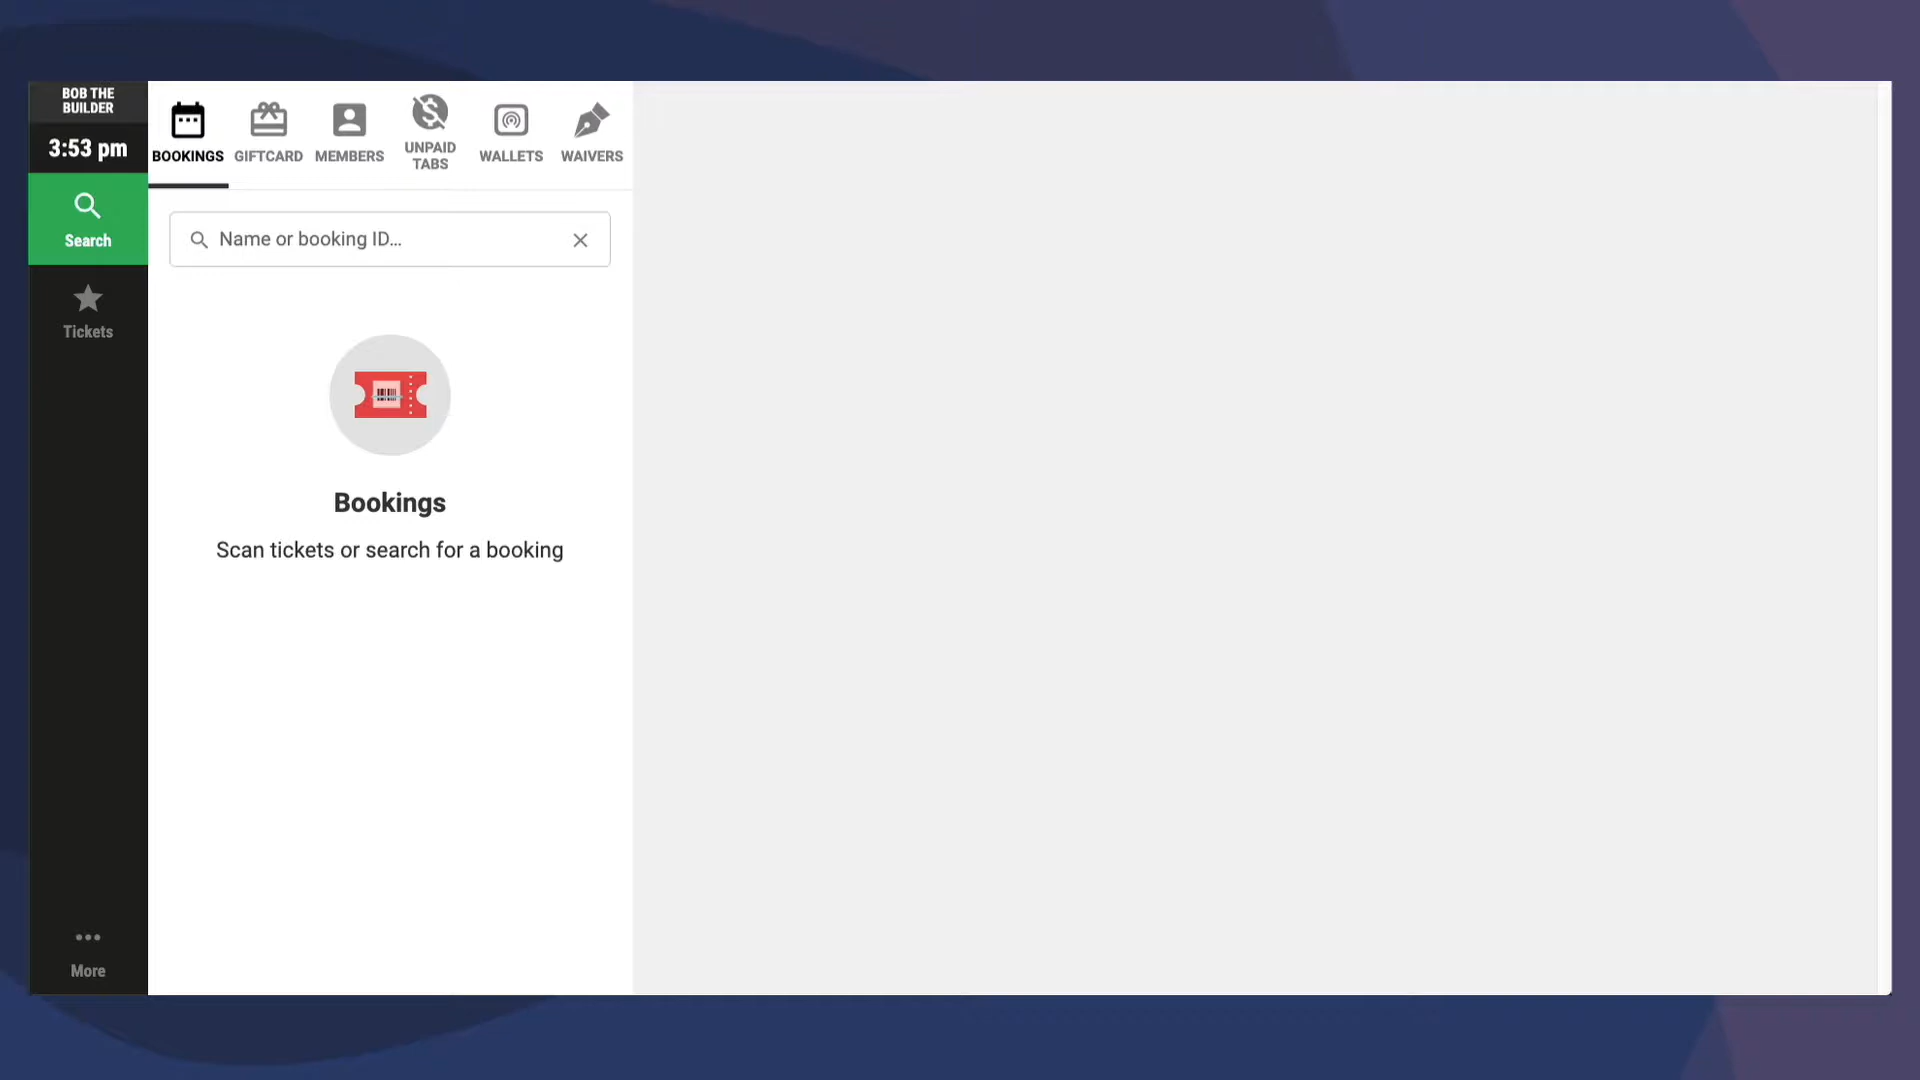 BOB THE
BUILDER
3:53 pm
Search
Tickets
More
BOOKINGS
GIFTCARD
MEMBERS
UNPAID
TABS
WALLETS
WAIVERS
Name or booking ID...
Bookings
Scan tickets or search for a booking